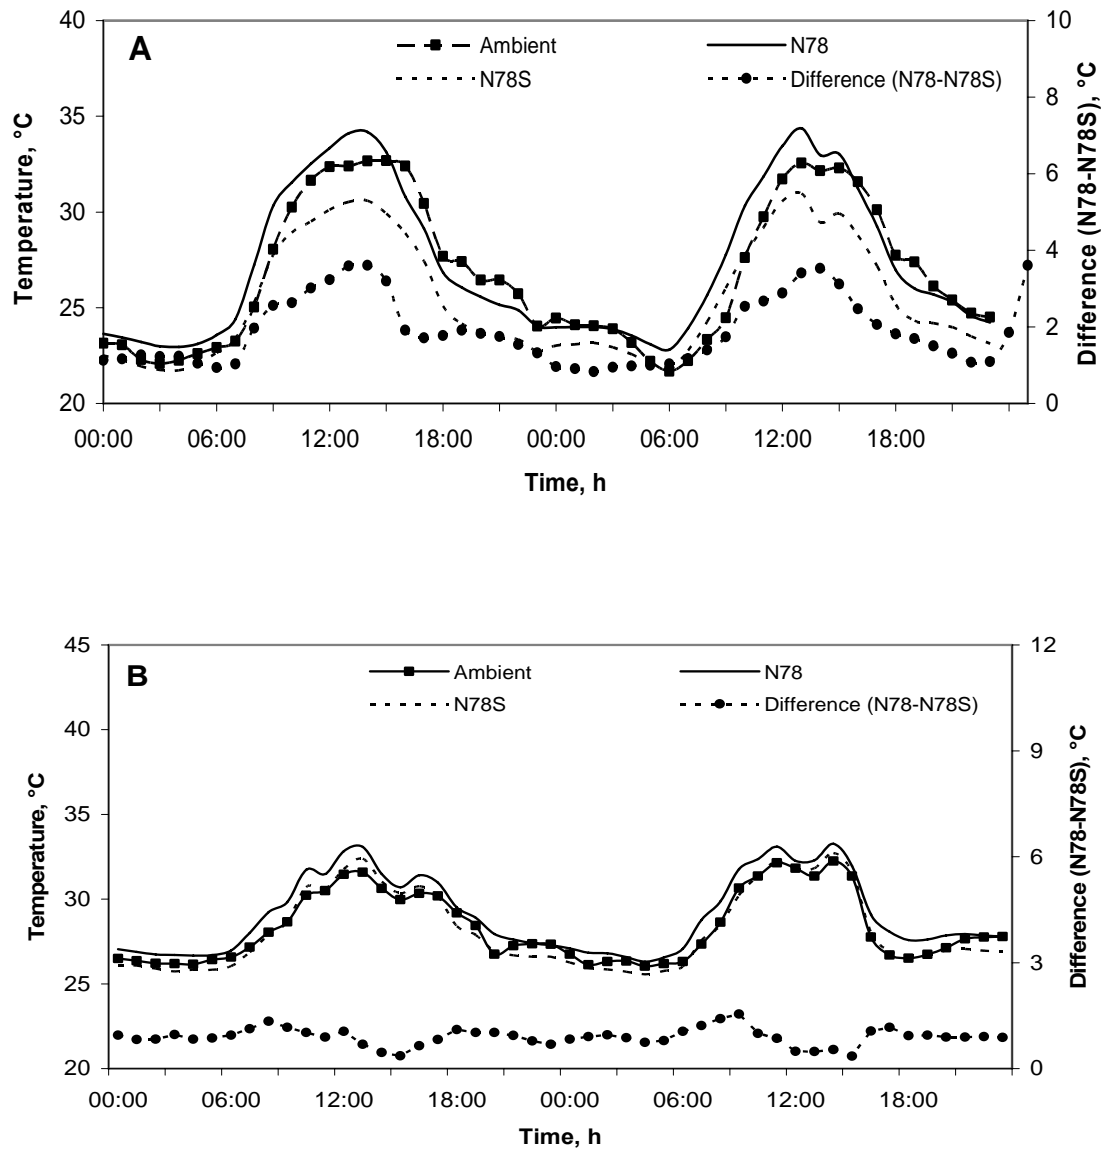 40
10
A
Ambient
N78
N78S
Difference (N78-N78S)
35
8
30
6
25
4
2
20
0
Temperature, °C
Difference (N78-N78S), °C
00:00 06:00 12:00 18:00 00:00 06:00 12:00 18:00
Time, h
45
12
B
Ambient
N78
N78S
Difference (N78-N78S)
40
9
35
6
30
25
3
20
0
Temperature, °C
Difference (N78-N78S), °C
00:00 06:00 12:00 18:00 00:00 06:00 12:00 18:00
Time, h